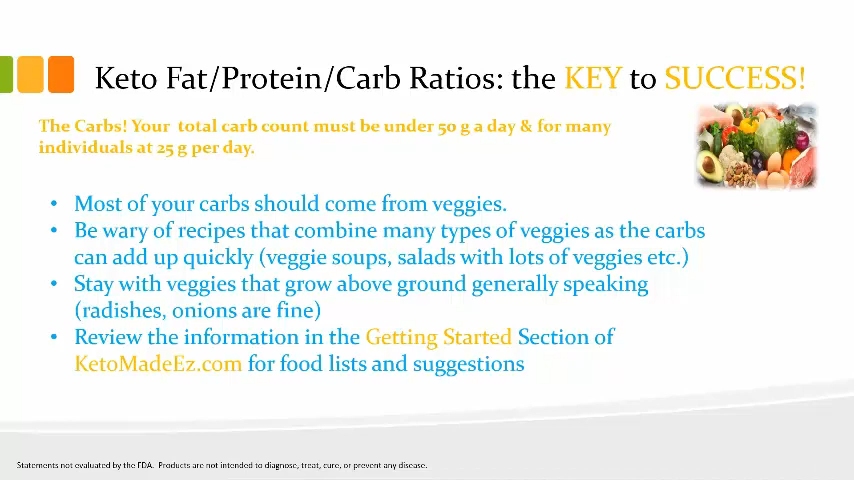 Keto Fat/Protein/Carb Ratios: the KEY to SUCCESS!
The Carbs! Your total carb count must be under 50 g a day & for many
individuals at 25 g per day.
• Most of your carbs should come from veggies.
• Be wary of recipes that combine many types of veggies as the carbs
can add up quickly (veggie soups, salads with lots of veggies etc.)
• Stay with veggies that grow above ground generally speaking
(radishes, onions are fine)
• Review the information in the Getting Started Section of
KetoMadeEz.com for food lists and suggestions
Statements not evaluated by the FDA. Products are not intended to diagnose, treat, cure, or prevent any disease.